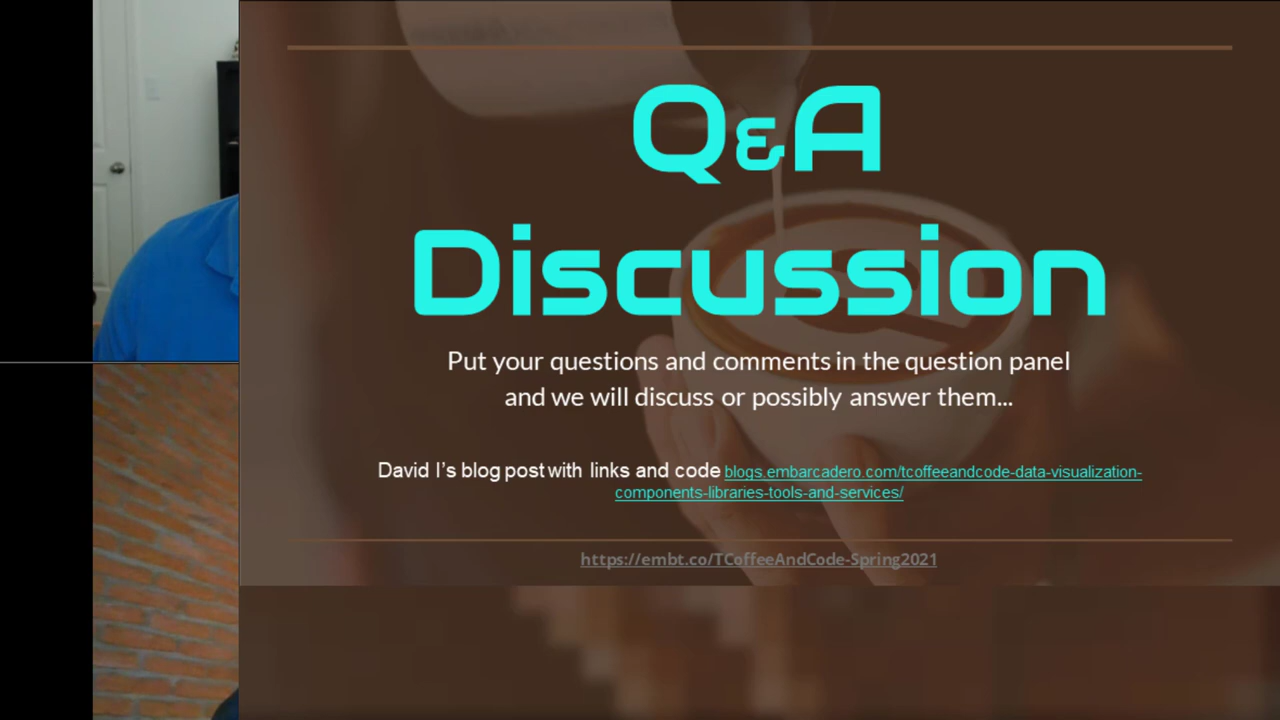 Q&A
Discussion
Put your questions and comments in the question panel
and we will discuss or possibly answer them...
David I's blog post with links and code blogs.embarcadero.com/tcoffeeandcode-data-visualization-
components-libraries-tools-and-services/
https://embt.co/TCoffeeAndCode-Spring2021